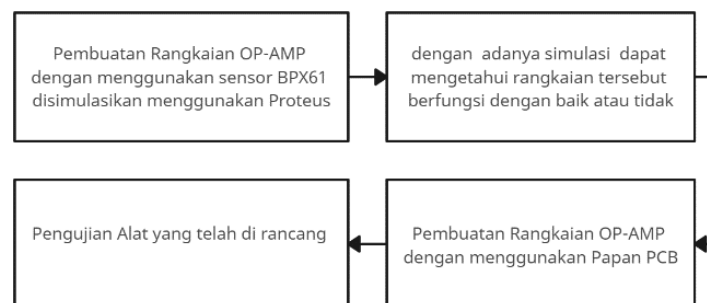 Pembuatan Rangkaian OP-AMP
dengan menggunakan sensor BPX61
disimulasikan menggunakan Proteus
dengan adanya simulasi dapat
mengetahui rangkaian tersebut
berfungsi dengan baik atau tidak
Pembuatan Rangkaian OP-AMP
dengan menggunakan Papan PCB
Pengujian Alat yang telah di rancang